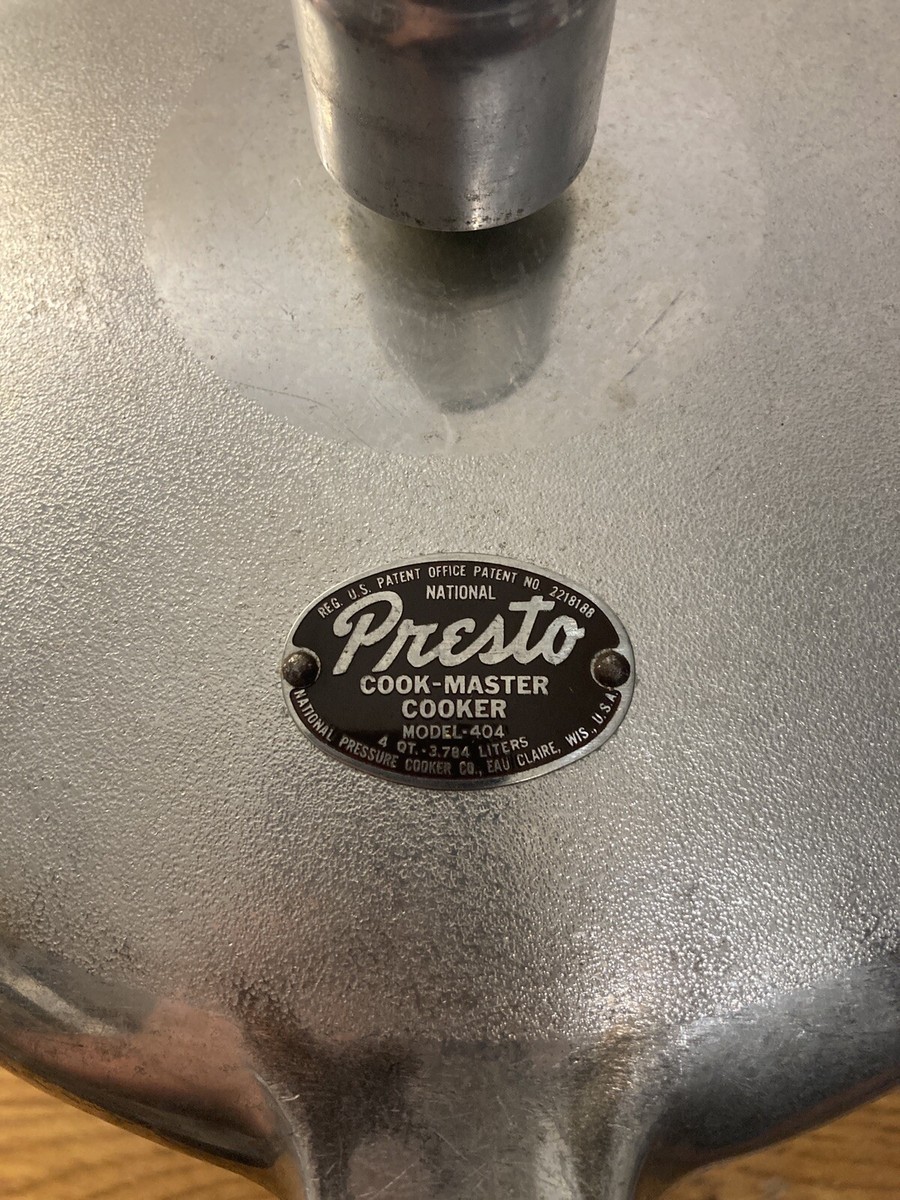 REG. U.S. PATENT OFFICE PATENT NO. 2218188
NATIONAL
Presto
COOK-MASTER
COOKER
MODEL-404
4 QT.-3.784 LITERS
NATIONAL PRESSURE COOKER CO., EAU CLAIRE, WIS., U.S.A.